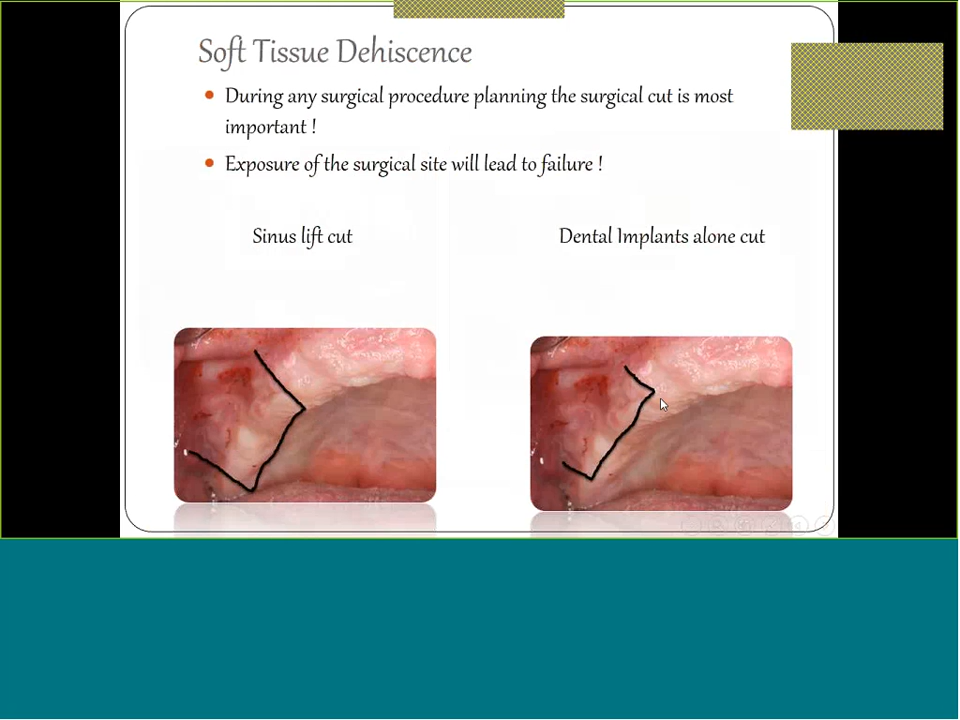 Soft Tissue Dehiscence
During any surgical procedure planning the surgical cut is most
important !
Exposure of the surgical site will lead to failure !
Sinus lift cut
Dental Implants alone cut